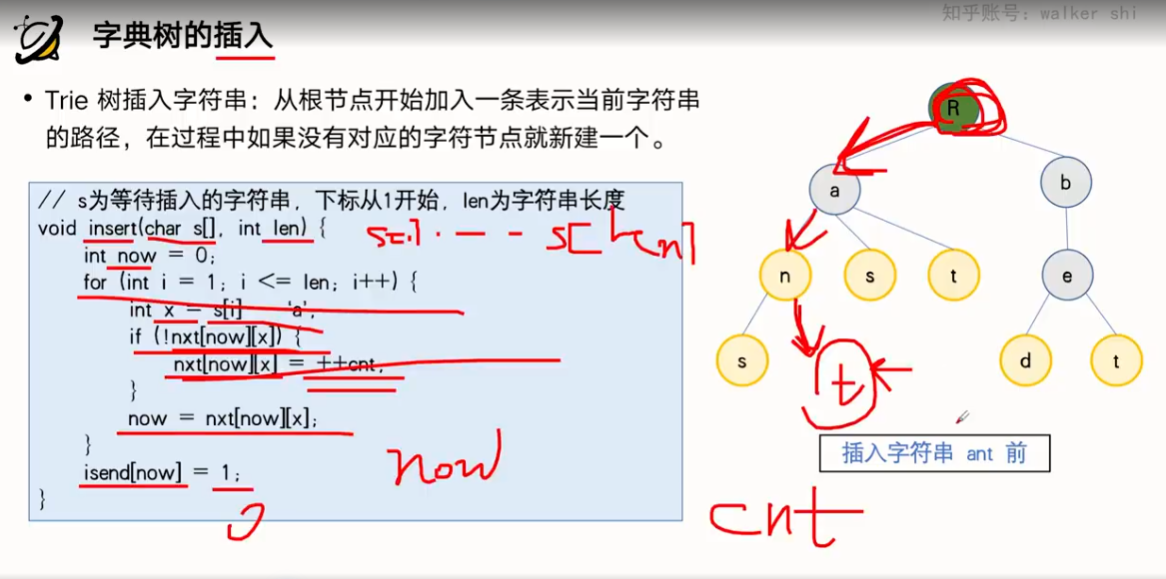 知乎账号：walker shi
字典树的插入
• Trie 树插入字符串：从根节点开始加入一条表示当前字符串
的路径，在过程中如果没有对应的字符节点就新建一个。
// s为等待插入的字符串，下标从1开始，len为字符串长度
void insert(char s[], int len) {
int now = 0;
for (int i = 1; i <= len; i++) {
int x = s[i] - 'a';
if (!nxt[now][x]) {
nxt[now][x] = ++cnt;
}
now = nxt[now][x];
}
isend[now] = 1;
}
now
R
a
b
n
s
t
e
s
t
d
t
插入字符串 ant 前
cnt